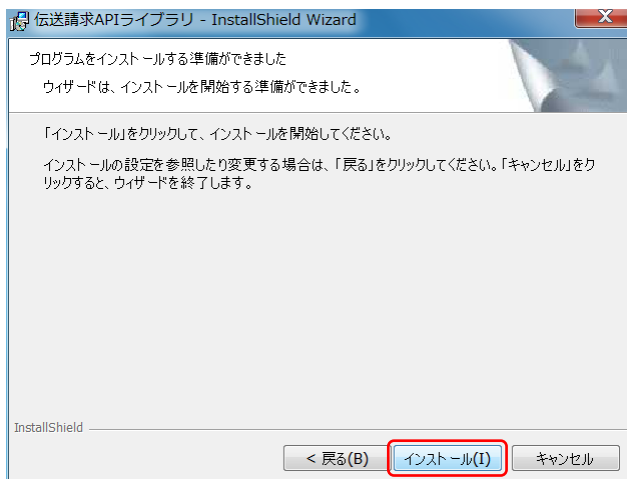 伝送請求APIライブラリ - InstallShield Wizard
プログラムをインストールする準備ができました
ウィザードは、インストールを開始する準備ができました。
「インストール」をクリックして、インストールを開始してください。
インストールの設定を参照したり変更する場合は、「戻る」をクリックしてください。「キャンセル」をク
リックすると、ウィザードを終了します。
InstallShield
< 戻る(B) インストール(I) キャンセル